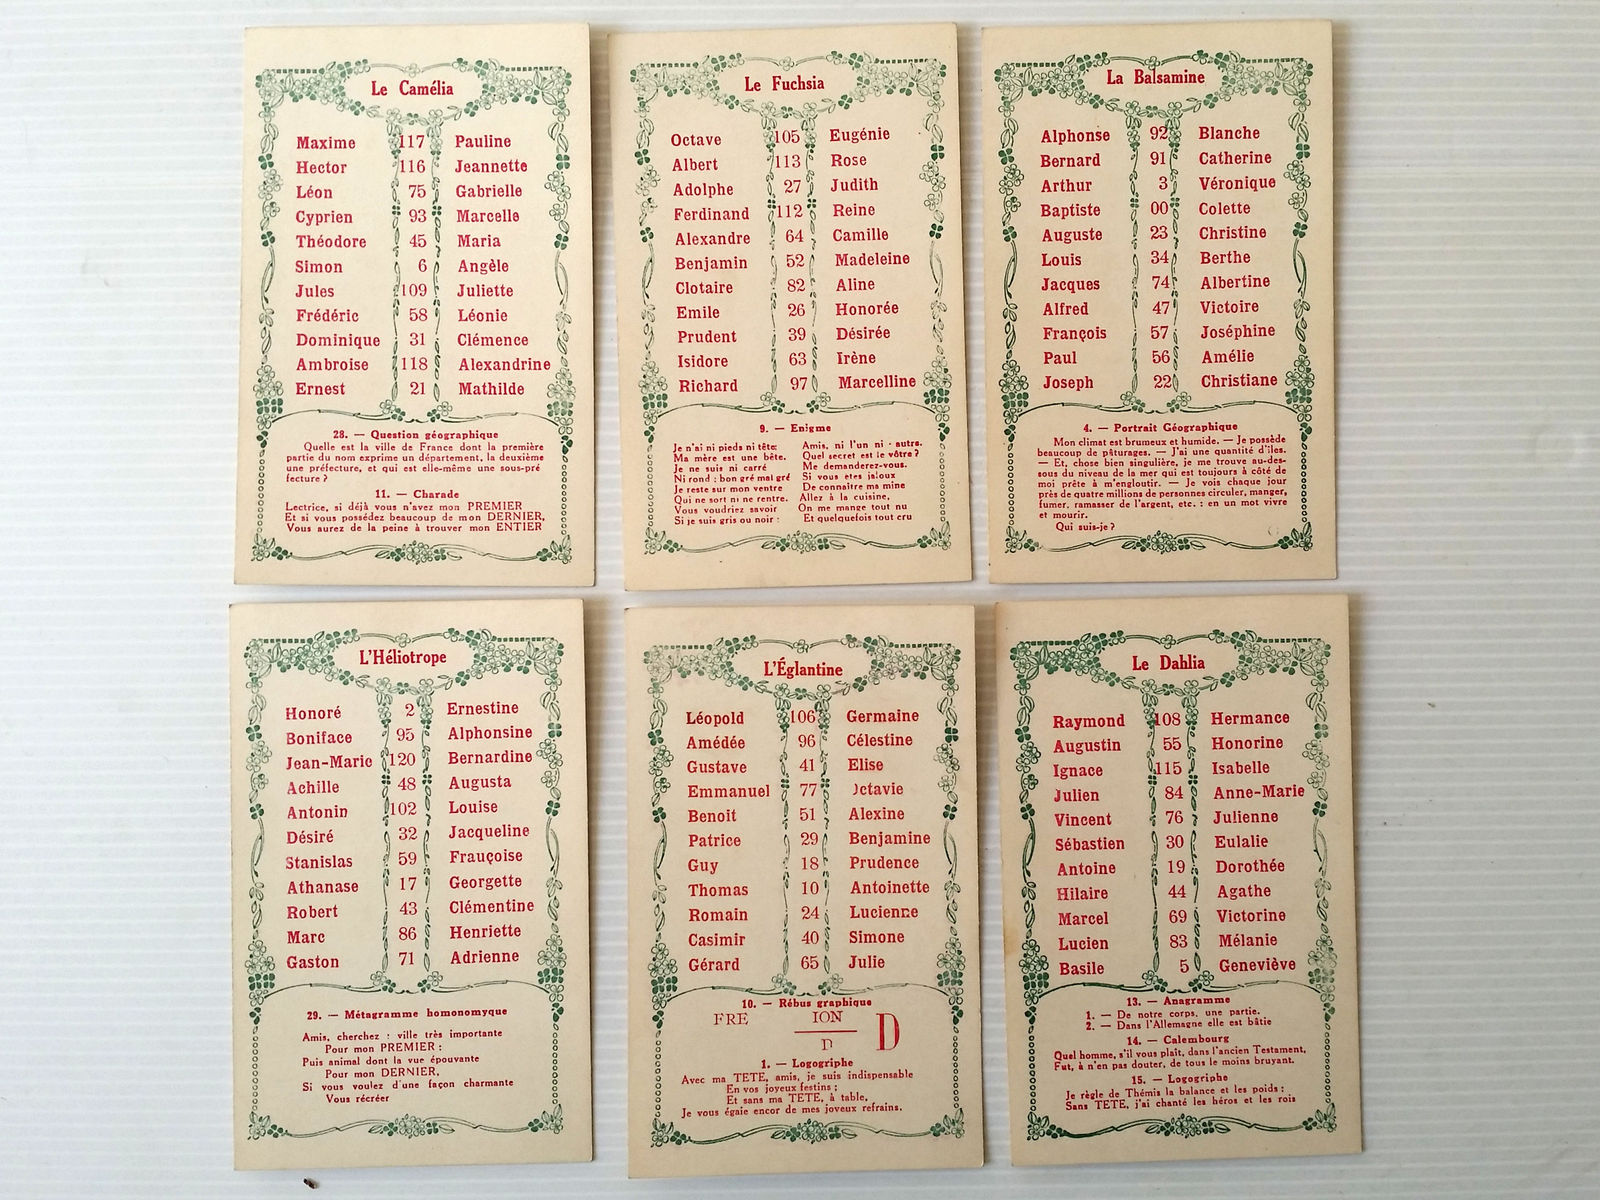 Le Camélia
Maxime 117 Pauline
Hector 116 Jeannette
Léon 75 Gabrielle
Cyprien 93 Marcelle
Théodore 45 Maria
Simon 6 Angèle
Jules 109 Juliette
Frédéric 58 Léonie
Dominique 31 Clémence
Ambroise 118 Alexandrine
Ernest 21 Mathilde
28. — Question géographique
Quelle est la ville de France dont la première
partie du nom exprime un département, la deuxième
une préfecture, et qui est elle-même une sous-pré
fecture ?
11. — Charade
Lectrice, si déjà vous n'avez mon PREMIER
Et si vous possédez beaucoup de mon DERNIER,
Vous aurez de la peine à trouver mon ENTIER
Le Fuchsia
Octave 105 Eugénie
Albert 113 Rose
Adolphe 27 Judith
Ferdinand 112 Reine
Alexandre 64 Camille
Benjamin 52 Madeleine
Clotaire 82 Aline
Emile 26 Honorée
Prudent 39 Désirée
Isidore 63 Irène
Richard 97 Marcelline
9. — Enigme
Je n'ai ni pieds ni tête;
Ma mère est une bête.
Je ne suis ni carré
Ni rond ; bon gré mal gré
Je reste sur mon ventre
Qui ne sort ni ne rentre.
Vous voudriez savoir
Si je suis gris ou noir :
Amis, ni l'un ni · autre.
Quel secret est le vôtre ?
Me demanderez-vous.
Si vous etes jaloux
De connaître ma mine
Allez à la cuisine,
On me mange tout nu
Et quelquefois tout cru
La Balsamine
Alphonse 92 Blanche
Bernard 91 Catherine
Arthur 3 Véronique
Baptiste 00 Colette
Auguste 23 Christine
Louis 34 Berthe
Jacques 74 Albertine
Alfred 47 Victoire
François 57 Joséphine
Paul 56 Amélie
Joseph 22 Christiane
4. — Portrait Géographique
Mon climat est brumeux et humide. — Je possède
beaucoup de pâturages. — J'ai une quantité d'iles.
— Et, chose bien singulière, je me trouve au-des-
sous du niveau de la mer qui est toujours à côté de
moi prête à m'engloutir. — Je vois chaque jour
près de quatre millions de personnes circuler, manger,
fumer, ramasser de l'argent, etc. : en un mot vivre
et mourir.
Qui suis-je ?
L'Héliotrope
Honoré 2 Ernestine
Boniface 95 Alphonsine
Jean-Marie 120 Bernardine
Achille 48 Augusta
Antonin 102 Louise
Désiré 32 Jacqueline
Stanislas 59 Frauçoise
Athanase 17 Georgette
Robert 43 Clémentine
Marc 86 Henriette
Gaston 71 Adrienne
29. — Métagramme homonomyque
Amis, cherchez : ville très importante
Pour mon PREMIER ;
Puis animal dont la vue épouvante
Pour mon DERNIER,
Si vous voulez d'une façon charmante
Vous récréer
L'Églantine
Léopold 106 Germaine
Amédée 96 Célestine
Gustave 41 Elise
Emmanuel 77 Octavie
Benoit 51 Alexine
Patrice 29 Benjamine
Guy 18 Prudence
Thomas 10 Antoinette
Romain 24 Lucienne
Casimir 40 Simone
Gérard 65 Julie
10. — Rébus graphique
FRE ION D
D
1. — Logogriphe
Avec ma TETE, amis, je suis indispensable
En vos joyeux festins ;
Et sans ma TETE, à table,
Je vous égaie encor de mes joyeux refrains.
Le Dahlia
Raymond 108 Hermance
Augustin 55 Honorine
Ignace 115 Isabelle
Julien 84 Anne-Marie
Vincent 76 Julienne
Sébastien 30 Eulalie
Antoine 19 Dorothée
Hilaire 44 Agathe
Marcel 69 Victorine
Lucien 83 Mélanie
Basile 5 Geneviève
13. — Anagramme
1. — De notre corps, une partie.
2. — Dans l'Allemagne elle est bâtie
14. — Calembourg
Quel homme, s'il vous plaît, dans l'ancien Testament,
Fut, à n'en pas douter, de tous le moins bruyant.
15. — Logogriphe
Je règle de Thémis la balance et les poids ;
Sans TETE, j'ai chanté les héros et les rois